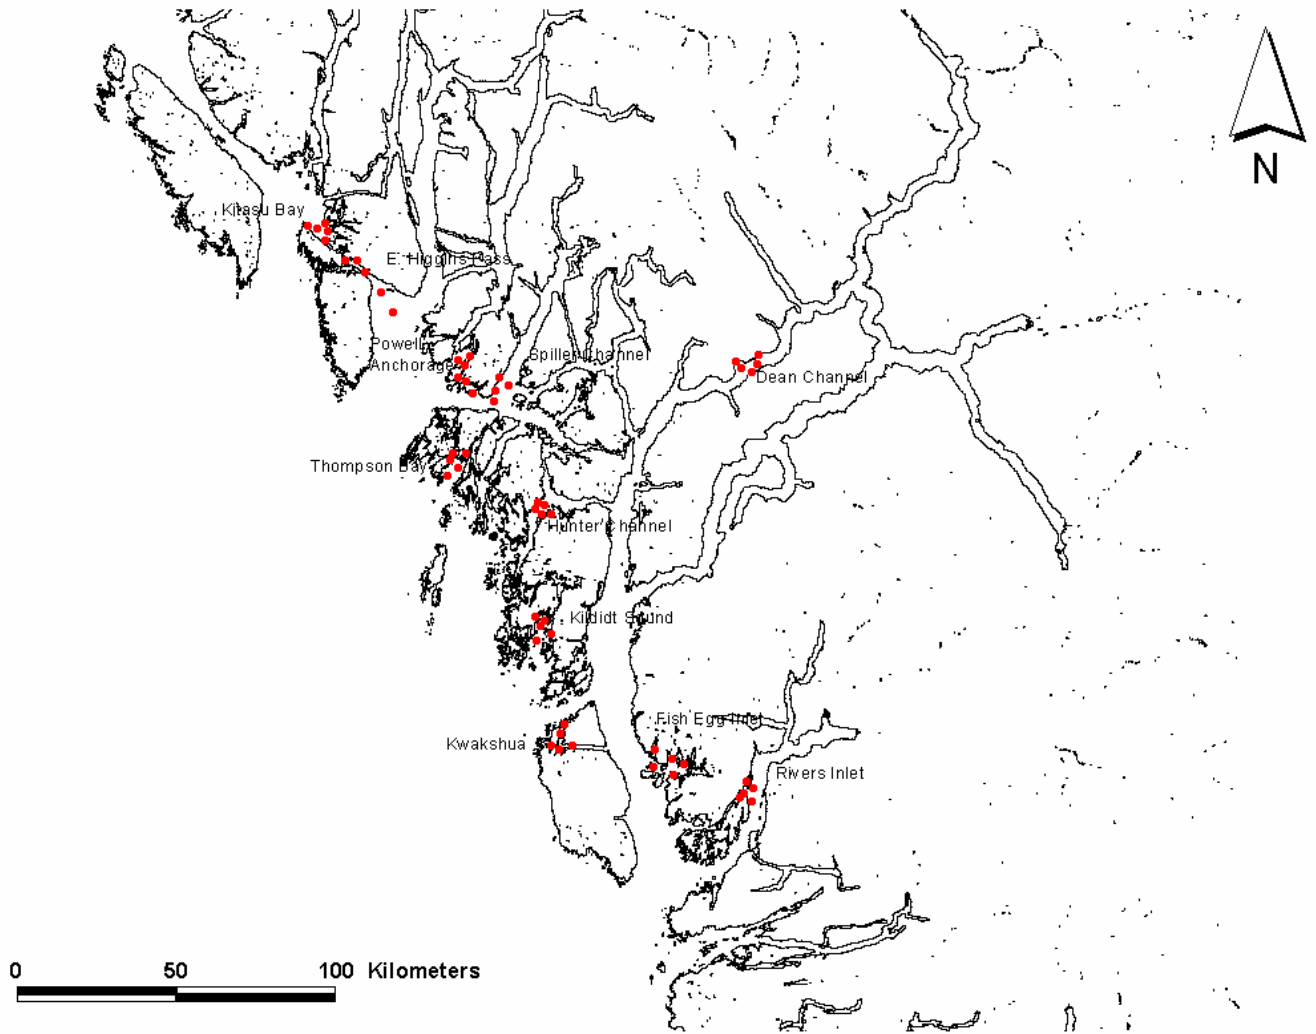 N
Kitasu Bay
E. Higgins Pass
Powell
Anchorage
Spiller Channel
Dean Channel
Thompson Bay
Hunter Channel
Kildidt Sound
Fish Egg Inlet
Kwakshua
Rivers Inlet
0 50 100 Kilometers